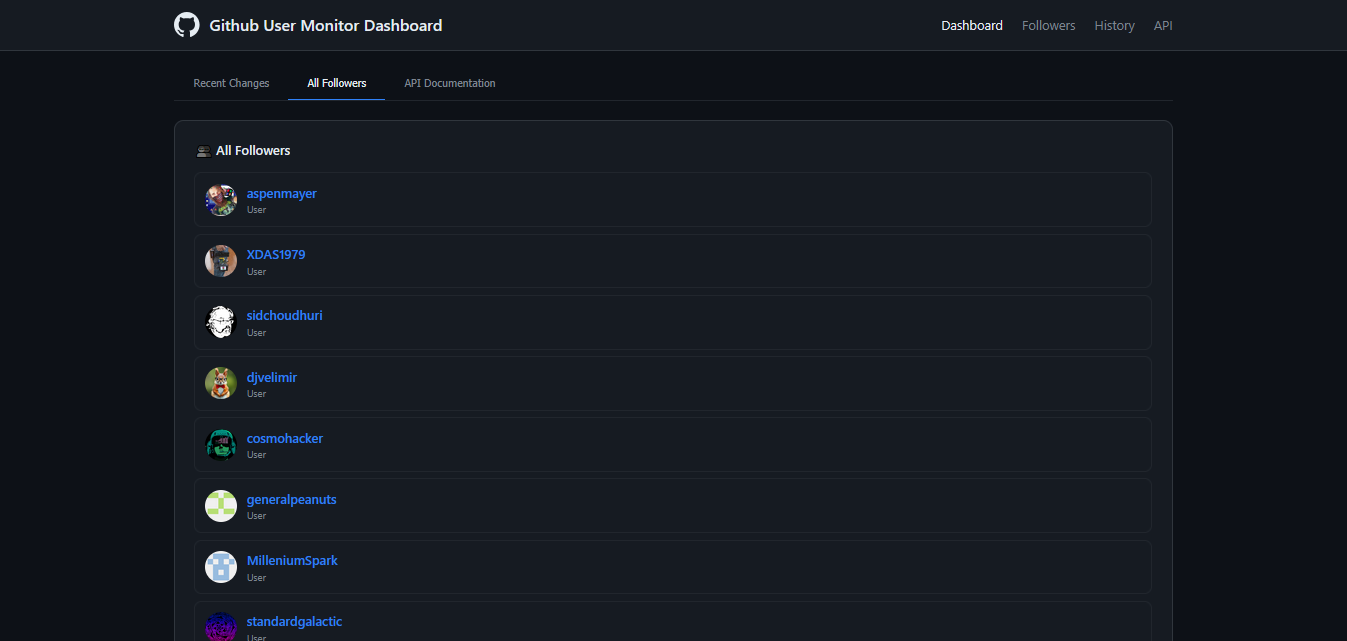 Github User Monitor Dashboard
Dashboard Followers History API
Recent Changes All Followers API Documentation
All Followers
aspenmayer
User
XDAS1979
User
sidchoudhuri
User
djvelimir
User
cosmohacker
User
generalpeanuts
User
MilleniumSpark
User
standardgalactic
User